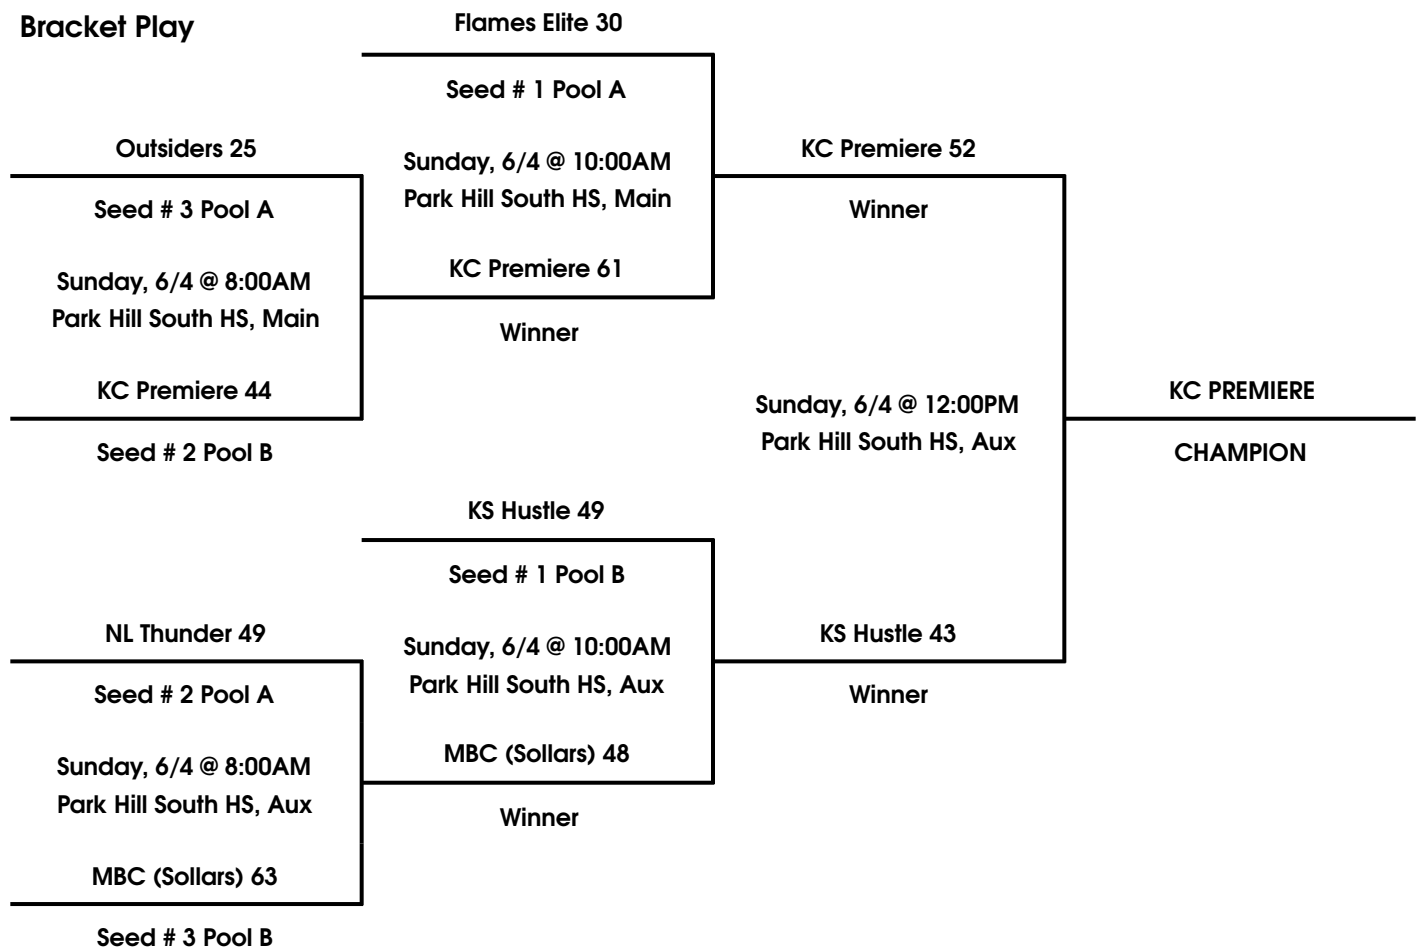 Bracket Play
Flames Elite 30
Seed # 1 Pool A
Outsiders 25
Sunday, 6/4 @ 10:00AM
Park Hill South HS, Main
KC Premiere 52
Seed # 3 Pool A
Winner
Sunday, 6/4 @ 8:00AM
Park Hill South HS, Main
KC Premiere 61
Winner
KC Premiere 44
Seed # 2 Pool B
Sunday, 6/4 @ 12:00PM
Park Hill South HS, Aux
KC PREMIERE
CHAMPION
KS Hustle 49
Seed # 1 Pool B
NL Thunder 49
Sunday, 6/4 @ 10:00AM
Park Hill South HS, Aux
KS Hustle 43
Seed # 2 Pool A
Winner
Sunday, 6/4 @ 8:00AM
Park Hill South HS, Aux
MBC (Sollars) 48
Winner
MBC (Sollars) 63
Seed # 3 Pool B